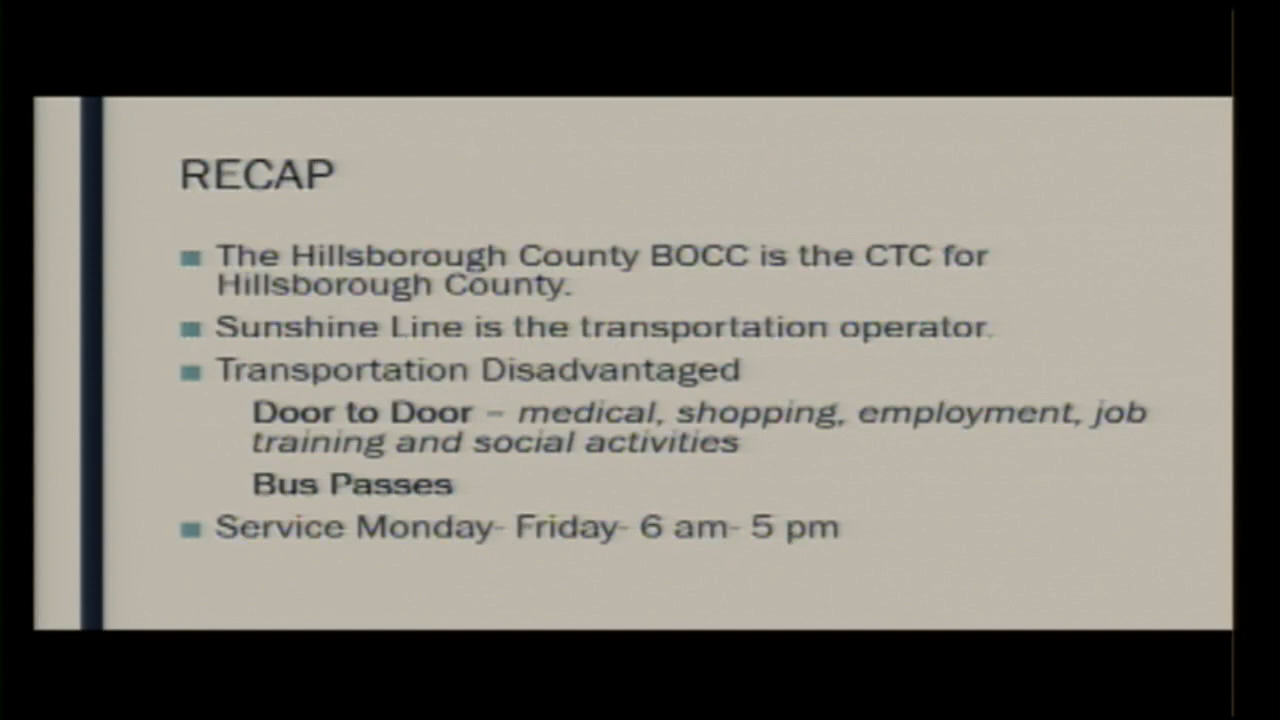 RECAP
The Hillsborough County BOCC is the CTC for
Hillsborough County.
Sunshine Line is the transportation operator.
Transportation Disadvantaged
Door to Door – medical, shopping, employment, job
training and social activities
Bus Passes
Service Monday- Friday- 6 am- 5 pm